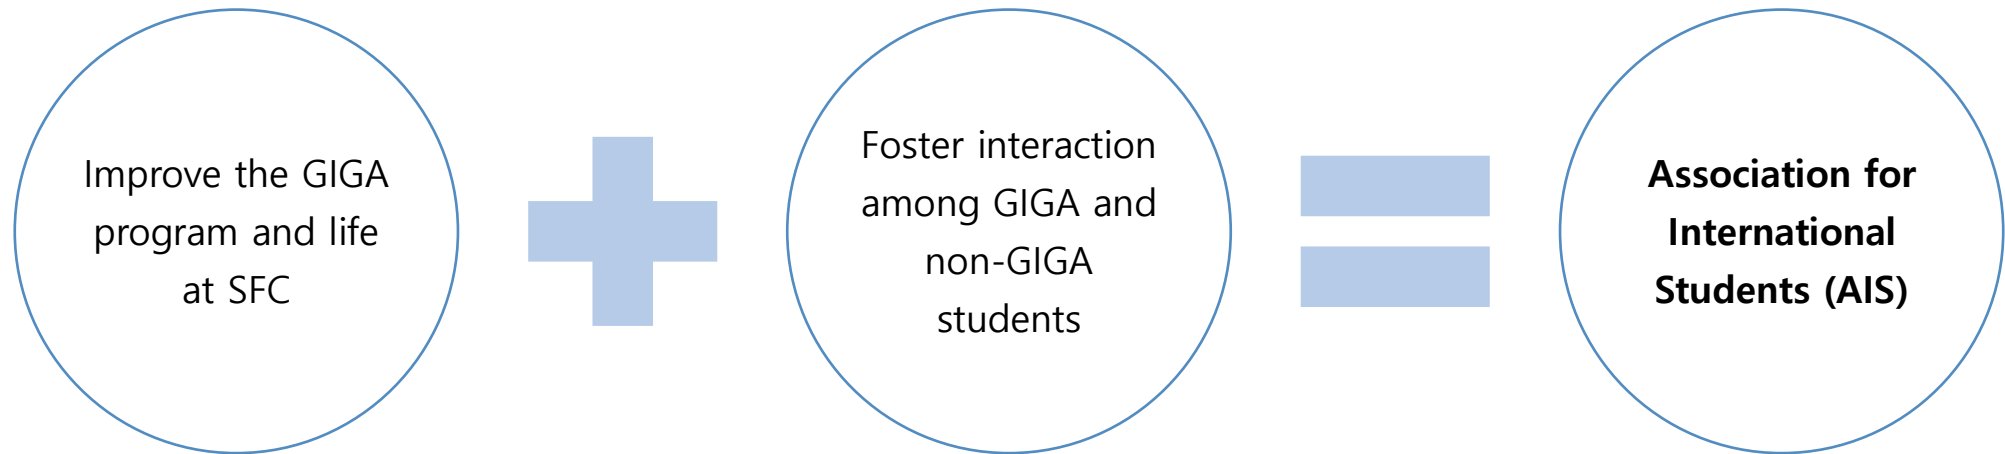 Improve the GIGA
program and life
at SFC
Foster interaction
among GIGA and
non-GIGA
students
Association for
International
Students (AIS)